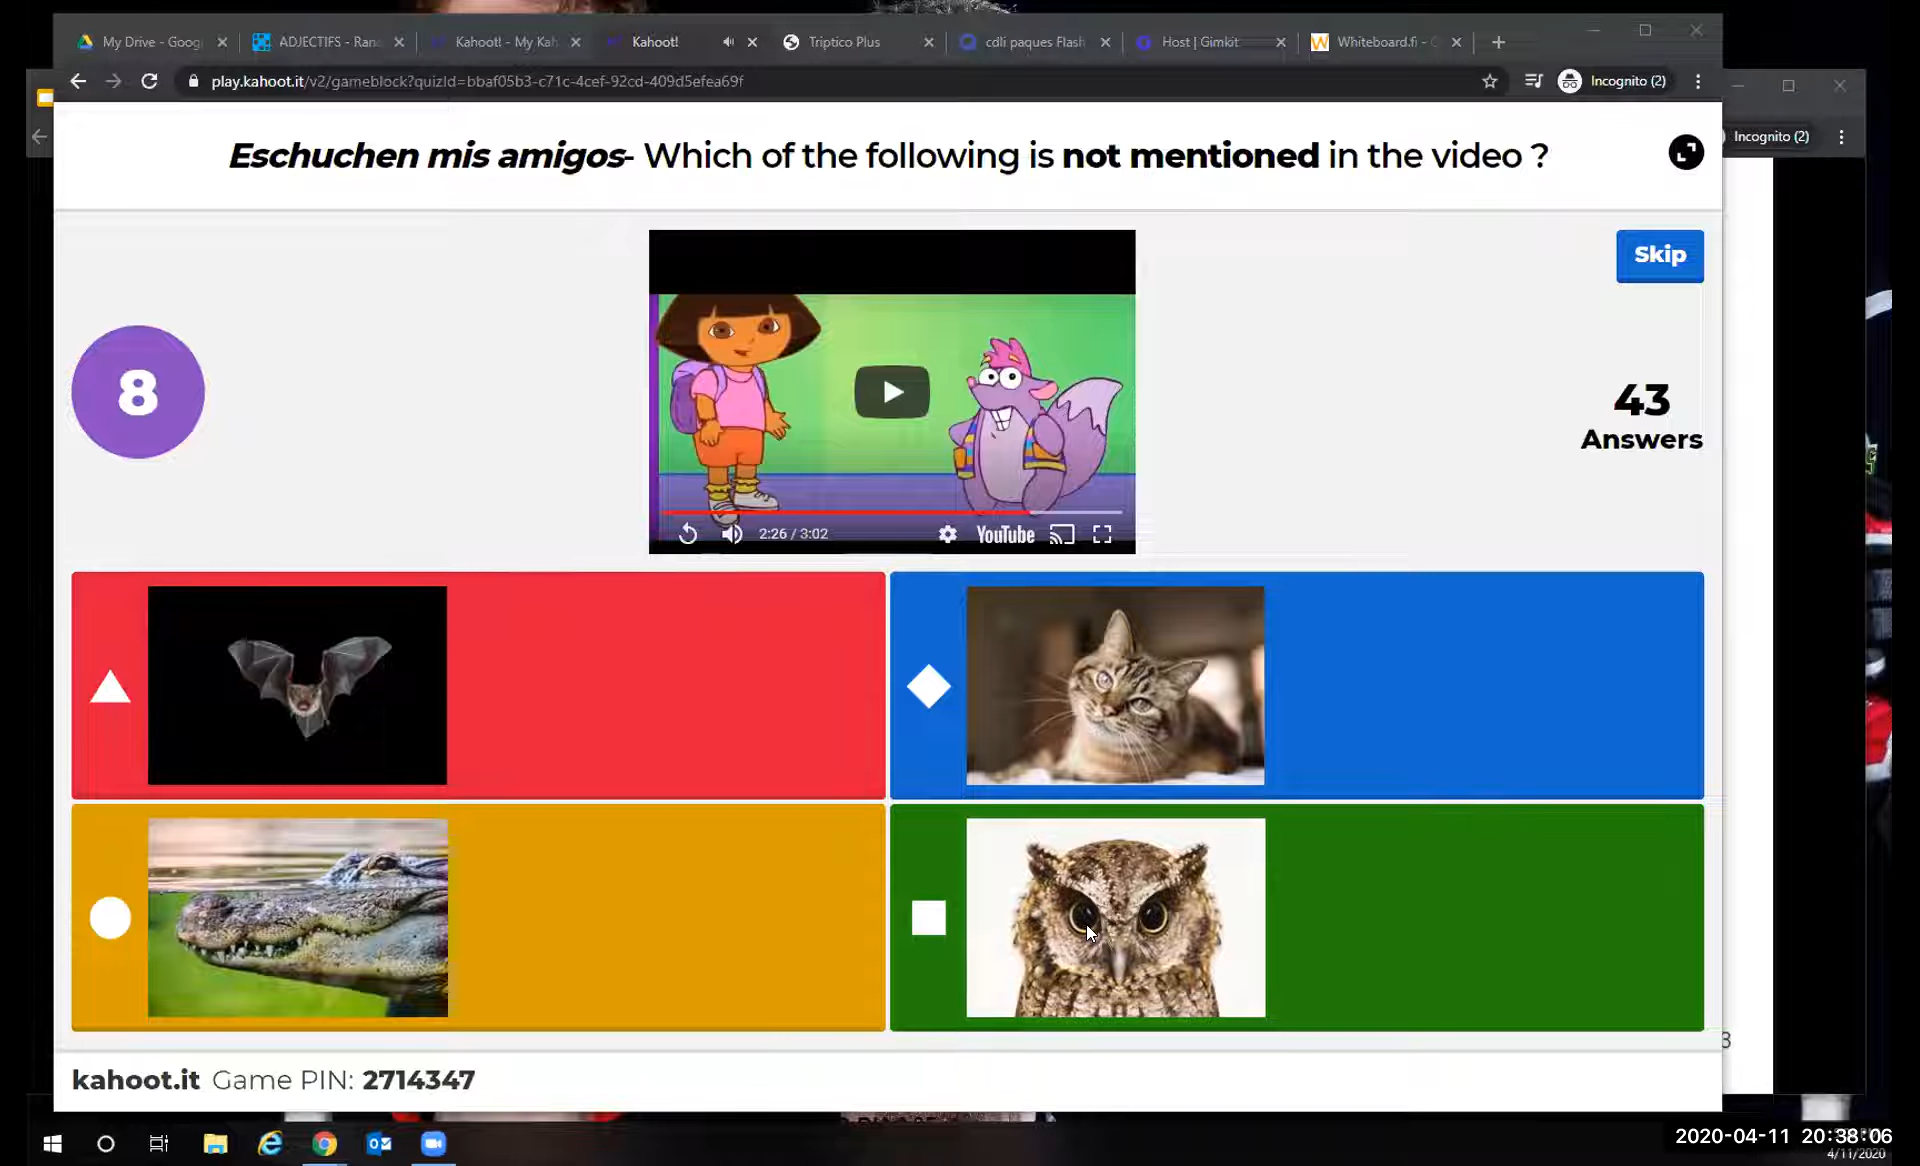 My Drive - Goog
ADJECTIFS - Ran
Kahoot! - My Kah
Kahoot!
Triptico Plus
cdli paques Flash
Host | Gimkit
Whiteboard.fi -
play.kahoot.it/v2/gameblock?quizId=bbaf05b3-c71c-4cef-92cd-409d5efea69f
Incognito (2)
Incognito (2)
Eschuchen mis amigos- Which of the following is not mentioned in the video ?
Skip
8
43
Answers
2:26 / 3:02
YouTube
3
kahoot.it Game PIN: 2714347
2020-04-11 20:38:06
4/11/2020